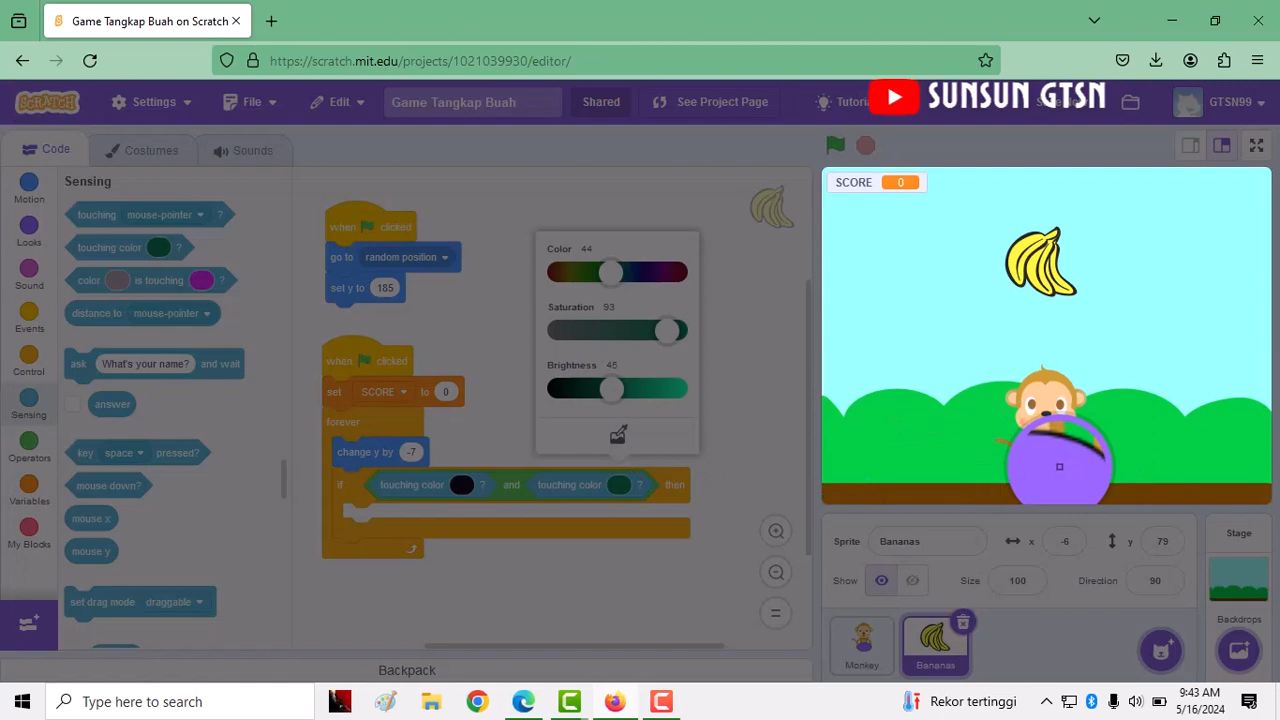 Game Tangkap Buah on Scratch
https://scratch.mit.edu/projects/1021039930/editor/
SCRATCH
Settings
File
Edit
Game Tangkap Buah
Shared
See Project Page
SUNSUN GTSN
GTSN99
Code
Costumes
Sounds
Motion
Looks
Sound
Events
Control
Sensing
Operators
Variables
My Blocks
Sensing
touching mouse-pointer ?
touching color ?
color is touching ?
distance to mouse-pointer
ask What's your name? and wait
answer
key space pressed?
mouse down?
mouse x
mouse y
set drag mode draggable
when clicked
go to random position
set y to 185
when clicked
set SCORE to 0
forever
change y by -7
if touching color ? and touching color ? then
Color 44
Saturation 93
Brightness 45
SCORE 0
Sprite Bananas x -6 y 79
Show Size 100 Direction 90
Monkey
Bananas
Stage
Backdrops
Backpack
Type here to search
Rekor tertinggi
9:43 AM
5/16/2024